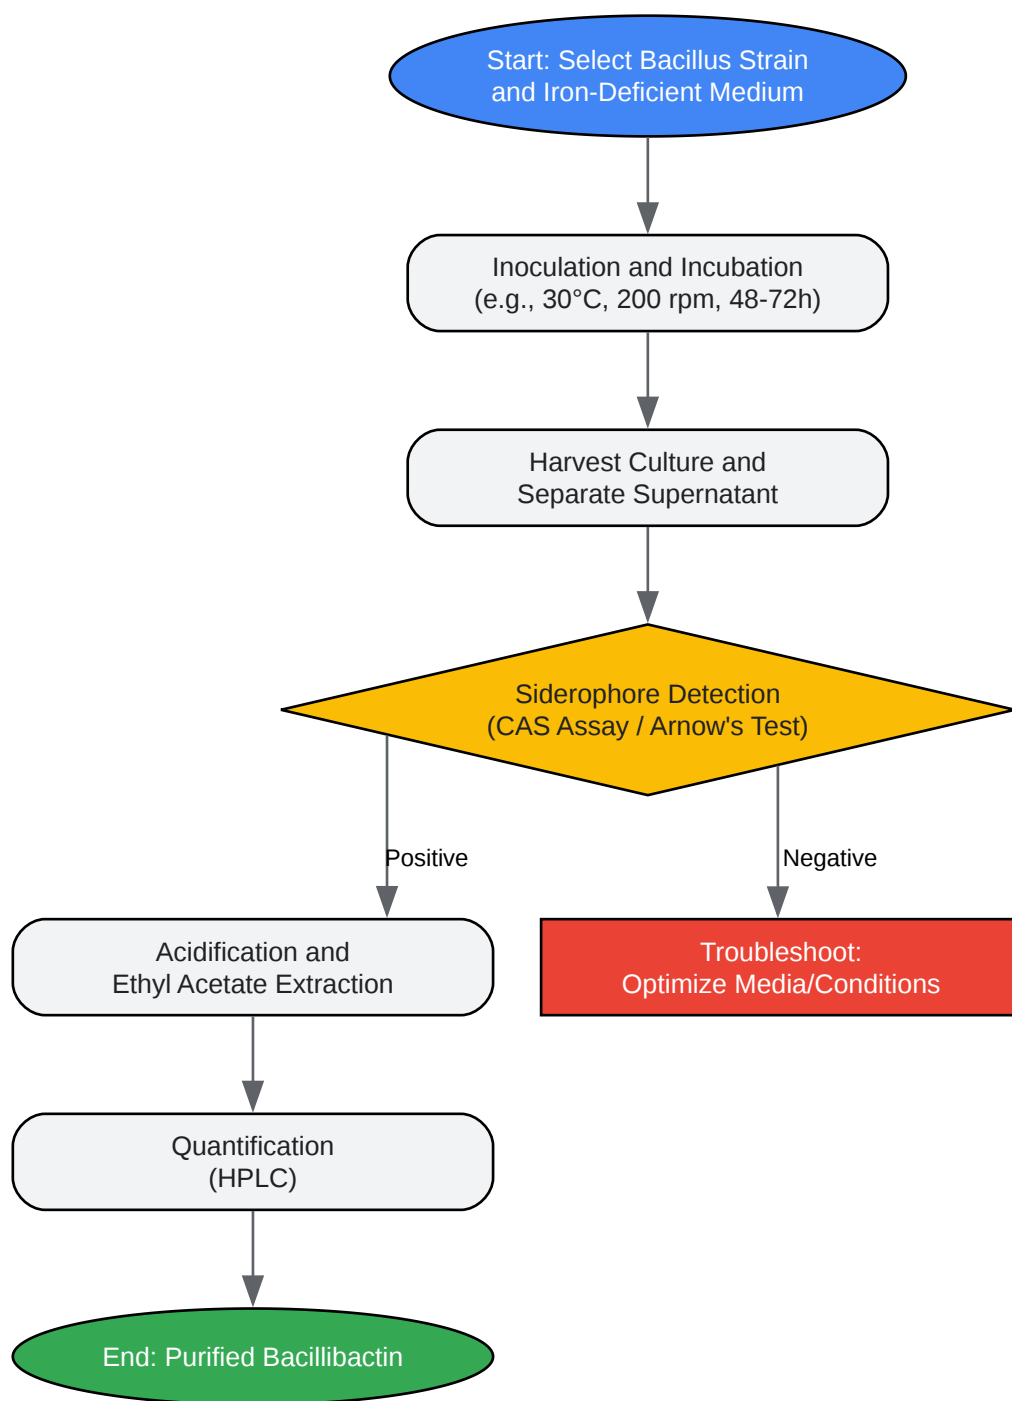 Start: Select Bacillus Strain
and Iron-Deficient Medium
Inoculation and Incubation
(e.g., 30°C, 200 rpm, 48-72h)
Harvest Culture and
Separate Supernatant
Siderophore Detection
(CAS Assay / Arnow's Test)
Positive
Negative
Acidification and
Ethyl Acetate Extraction
Troubleshoot:
Optimize Media/Conditions
Quantification
(HPLC)
End: Purified Bacillibactin